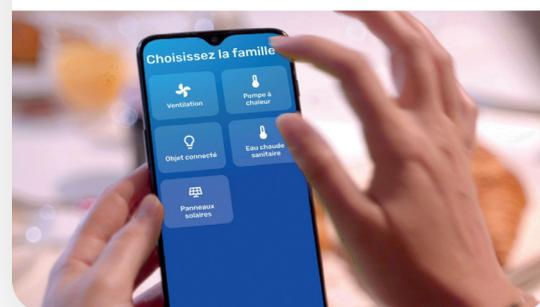 Choisissez la famille
Ventilation
Pompe à
chaleur
Objet connecté
Eau chaude
sanitaire
Panneaux
solaires